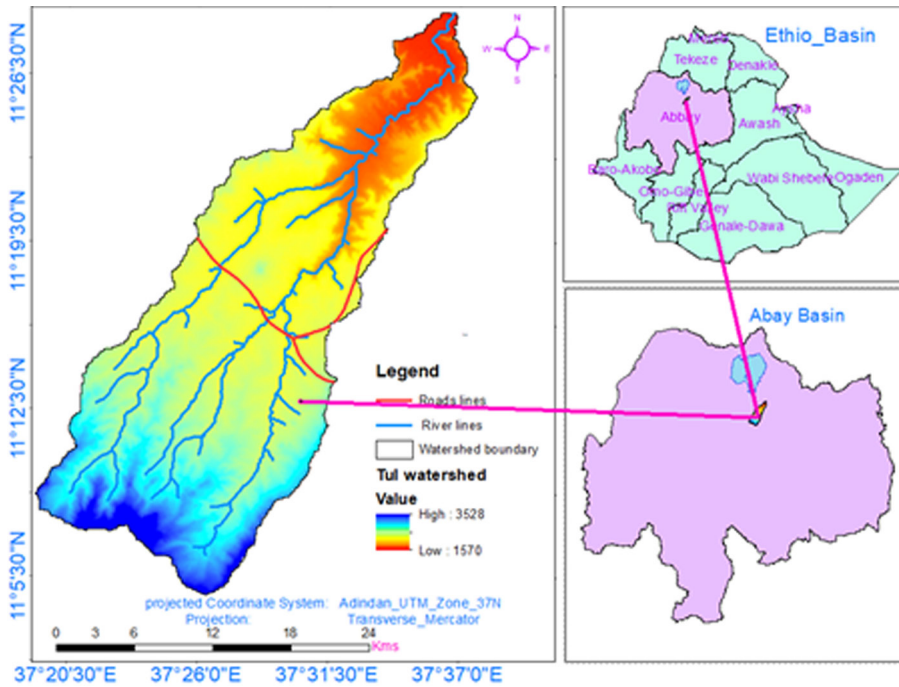 11°26'30"N
11°19'30"N
11°12'30"N
11°5'30"N
N
W E
S
Legend
Roads lines
River lines
Watershed boundary
Tul watershed
Value
High : 3528
Low : 1570
projected Coordinate System: Adindan_UTM_Zone_37N
Projection: Transverse_Mercator
0 3 6 12 18 24
Kms
37°20'30"E 37°26'0"E 37°31'30"E 37°37'0"E
Ethio_Basin
Tekeze
Denakle
Abbay
Awash
Aysha
Baro-Akobo
Wabi Shebele
Ogaden
Omo-Gibe
Rift Valley
Genale-Dawa
Abay Basin